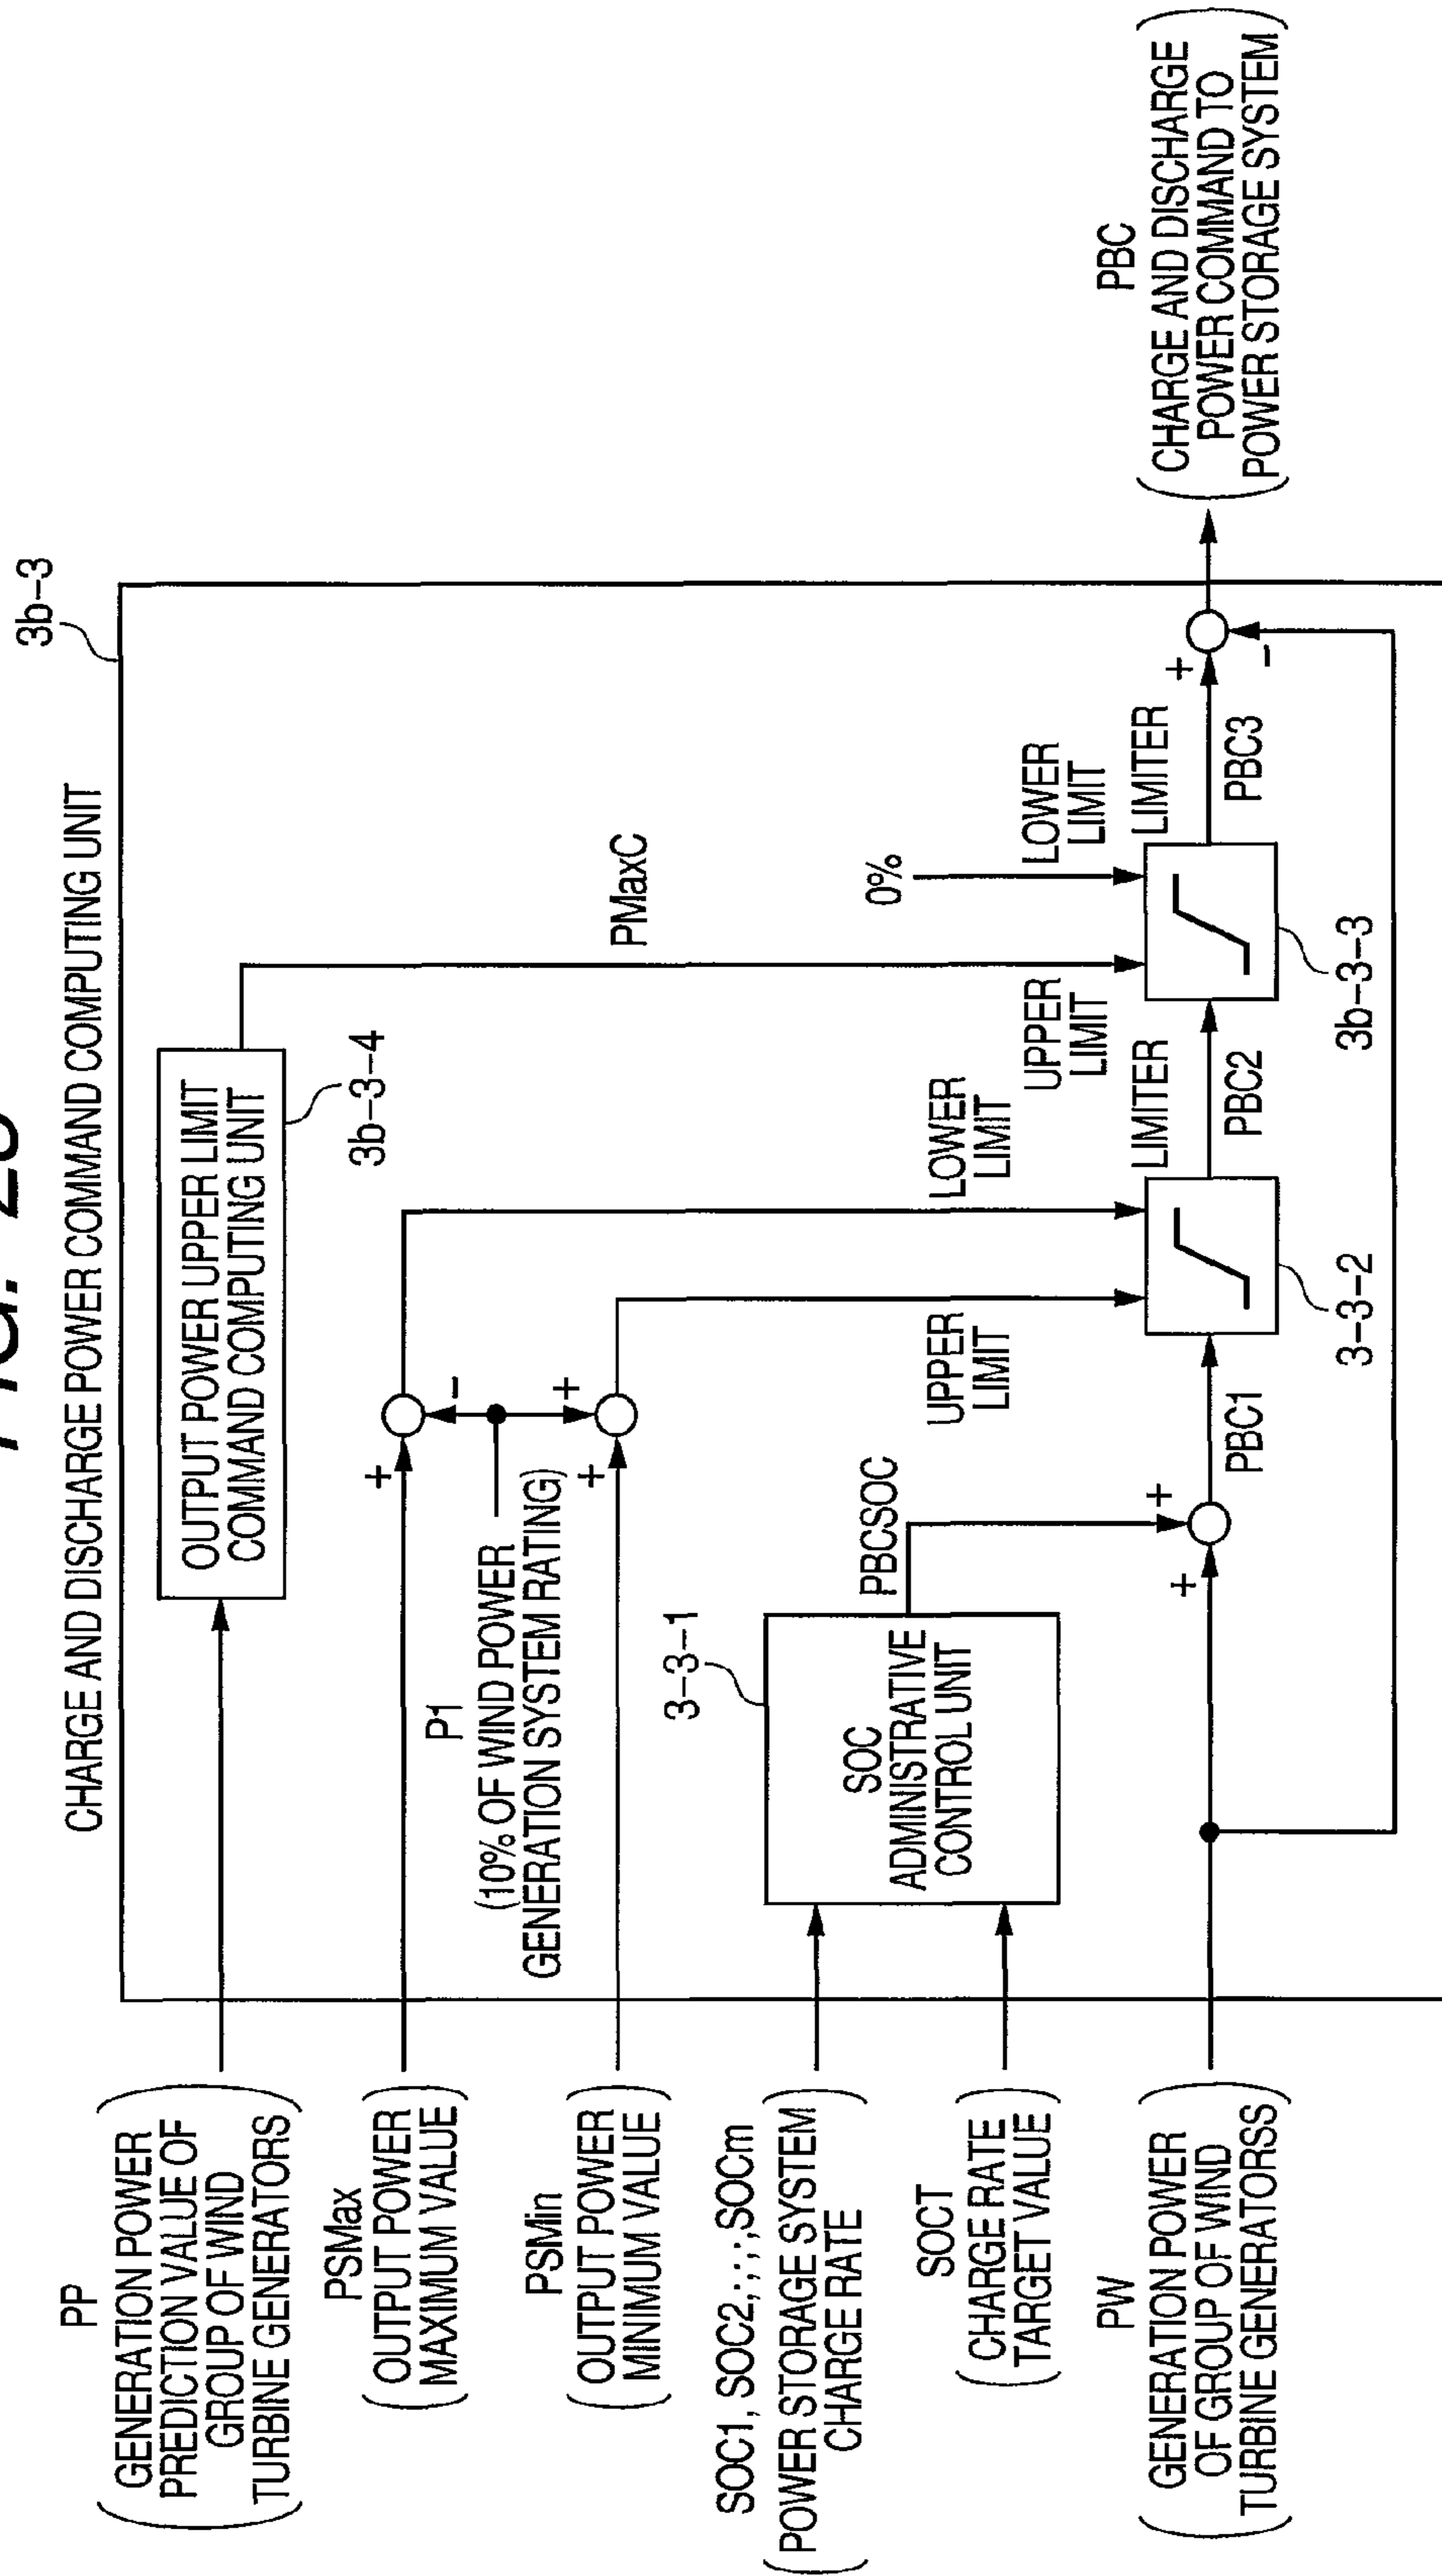 CHARGE AND DISCHARGE POWER COMMAND COMPUTING UNIT
3b-3
PP
GENERATION POWER
PREDICTION VALUE OF
GROUP OF WIND
TURBINE GENERATORS
OUTPUT POWER UPPER LIMIT
COMMAND COMPUTING UNIT
3b-3-4
PSMax
(OUTPUT POWER
MAXIMUM VALUE)
+
-
P1
(10% OF WIND POWER
GENERATION SYSTEM RATING)
PSMin
(OUTPUT POWER
MINIMUM VALUE)
+
+
PMaxC
SOC1, SOC2,;,;,;,SOCm
(POWER STORAGE SYSTEM
CHARGE RATE)
SOCT
(CHARGE RATE
TARGET VALUE)
3-3-1
SOC
ADMINISTRATIVE
CONTROL UNIT
PBCSOC
UPPER
LIMIT
LOWER
LIMIT
UPPER
LIMIT
0%
LOWER
LIMIT
PW
(GENERATION POWER
OF GROUP OF WIND
TURBINE GENERATORSS)
+
+
PBC1
LIMITER
3-3-2
PBC2
LIMITER
3b-3-3
PBC3
+
-
PBC
(CHARGE AND DISCHARGE
POWER COMMAND TO
POWER STORAGE SYSTEM)